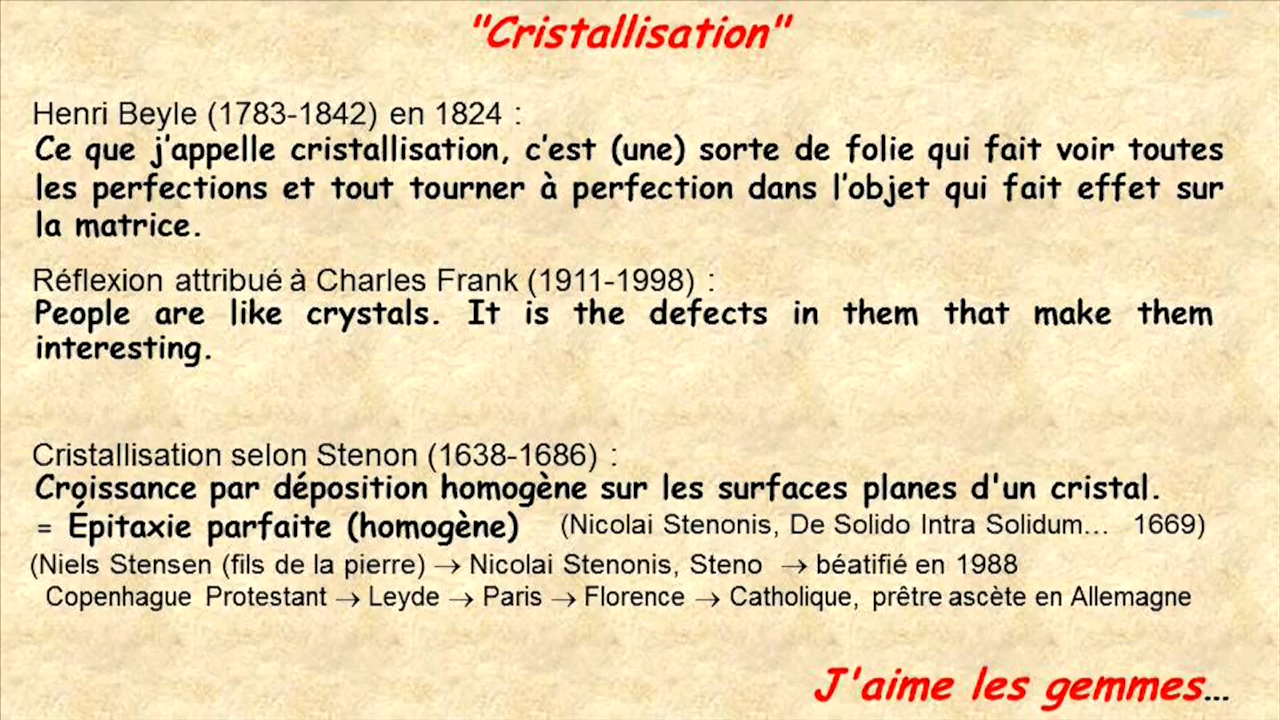 "Cristallisation"
Henri Beyle (1783-1842) en 1824 :
Ce que j'appelle cristallisation, c'est (une) sorte de folie qui fait voir toutes
les perfections et tout tourner à perfection dans l'objet qui fait effet sur
la matrice.
Réflexion attribué à Charles Frank (1911-1998) :
People are like crystals. It is the defects in them that make them
interesting.
Cristallisation selon Stenon (1638-1686) :
Croissance par déposition homogène sur les surfaces planes d'un cristal.
= Épitaxie parfaite (homogène) (Nicolai Stenonis, De Solido Intra Solidum... 1669)
(Niels Stensen (fils de la pierre) → Nicolai Stenonis, Steno → béatifié en 1988
Copenhague Protestant → Leyde → Paris → Florence → Catholique, prêtre ascète en Allemagne
J'aime les gemmes...